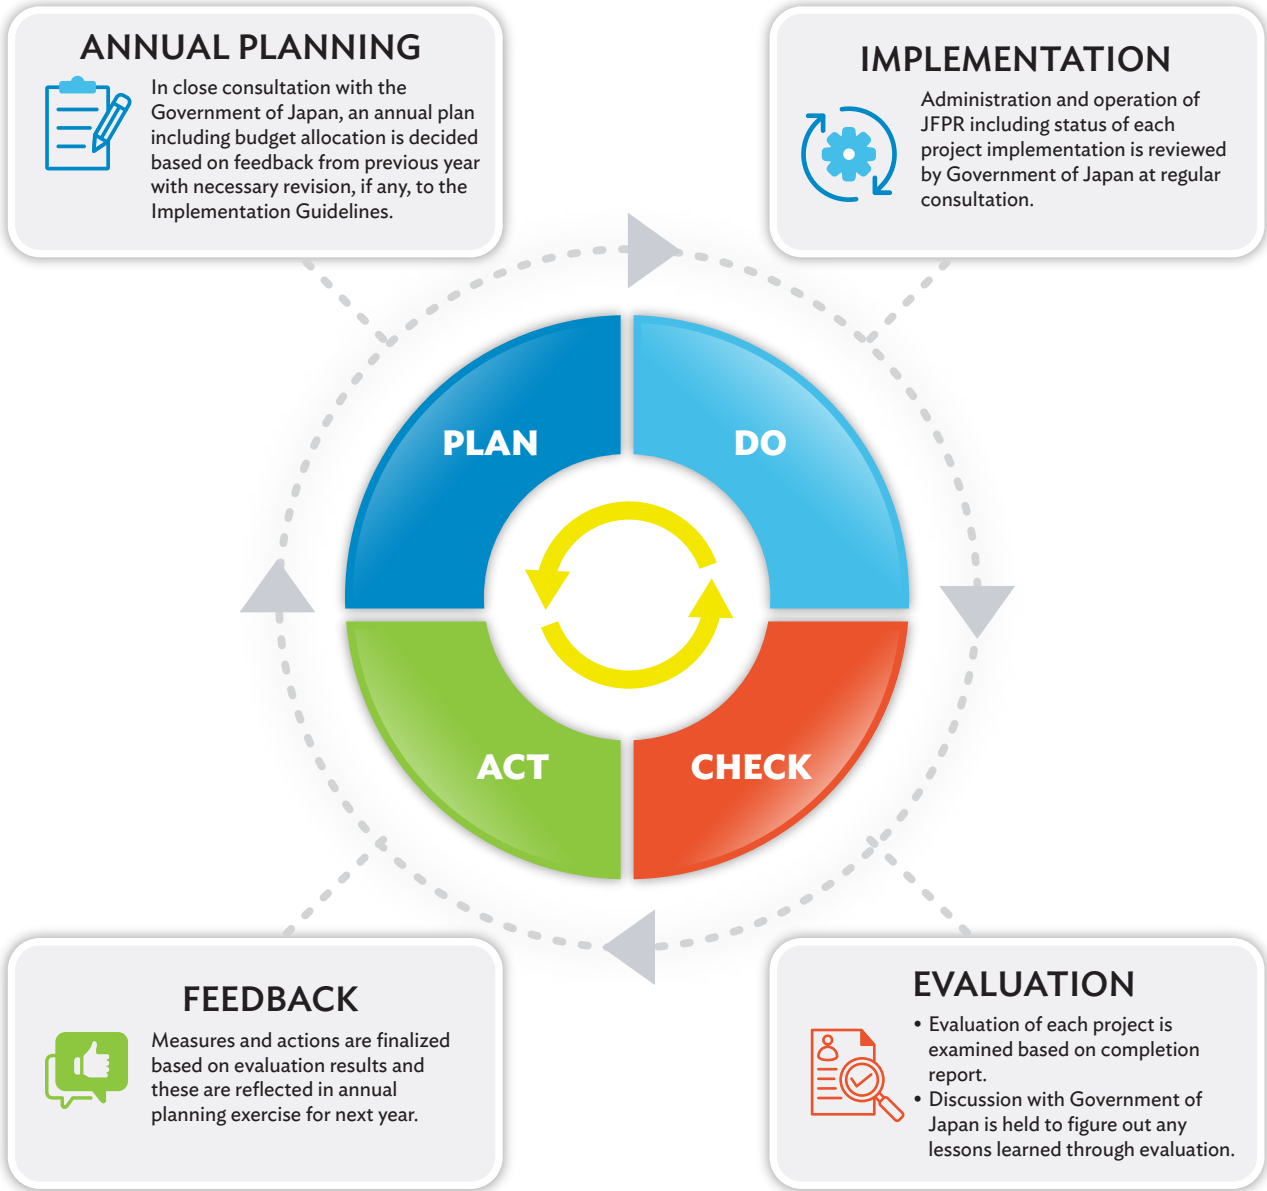 ANNUAL PLANNING
In close consultation with the
Government of Japan, an annual plan
including budget allocation is decided
based on feedback from previous year
with necessary revision, if any, to the
Implementation Guidelines.
IMPLEMENTATION
Administration and operation of
JFPR including status of each
project implementation is reviewed
by Government of Japan at regular
consultation.
PLAN
DO
ACT
CHECK
FEEDBACK
Measures and actions are finalized
based on evaluation results and
these are reflected in annual
planning exercise for next year.
EVALUATION
• Evaluation of each project is
examined based on completion
report.
• Discussion with Government of
Japan is held to figure out any
lessons learned through evaluation.